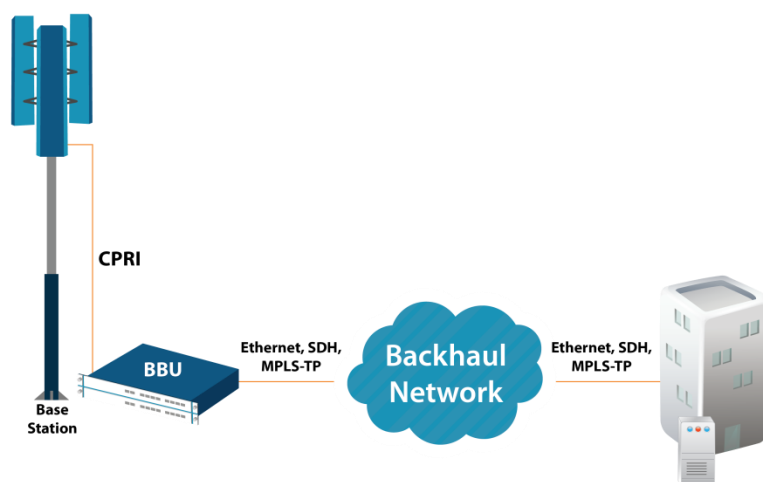 CPRI
Base
Station
BBU
Ethernet, SDH,
MPLS-TP
Backhaul
Network
Ethernet, SDH,
MPLS-TP